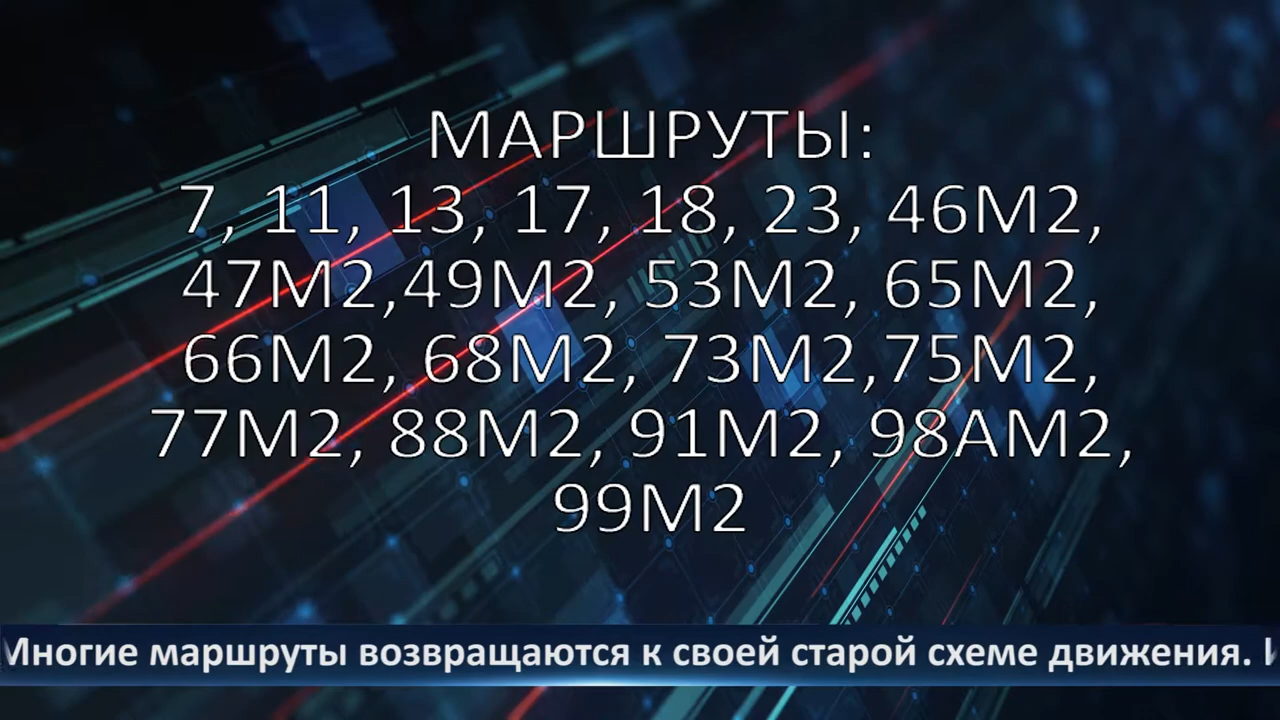 МАРШРУТЫ:
7, 11, 13, 17, 18, 23, 46М2,
47М2,49М2, 53М2, 65М2,
66М2, 68М2, 73М2,75М2,
77М2, 88М2, 91М2, 98АМ2,
99М2
Многие маршруты возвращаются к своей старой схеме движения.